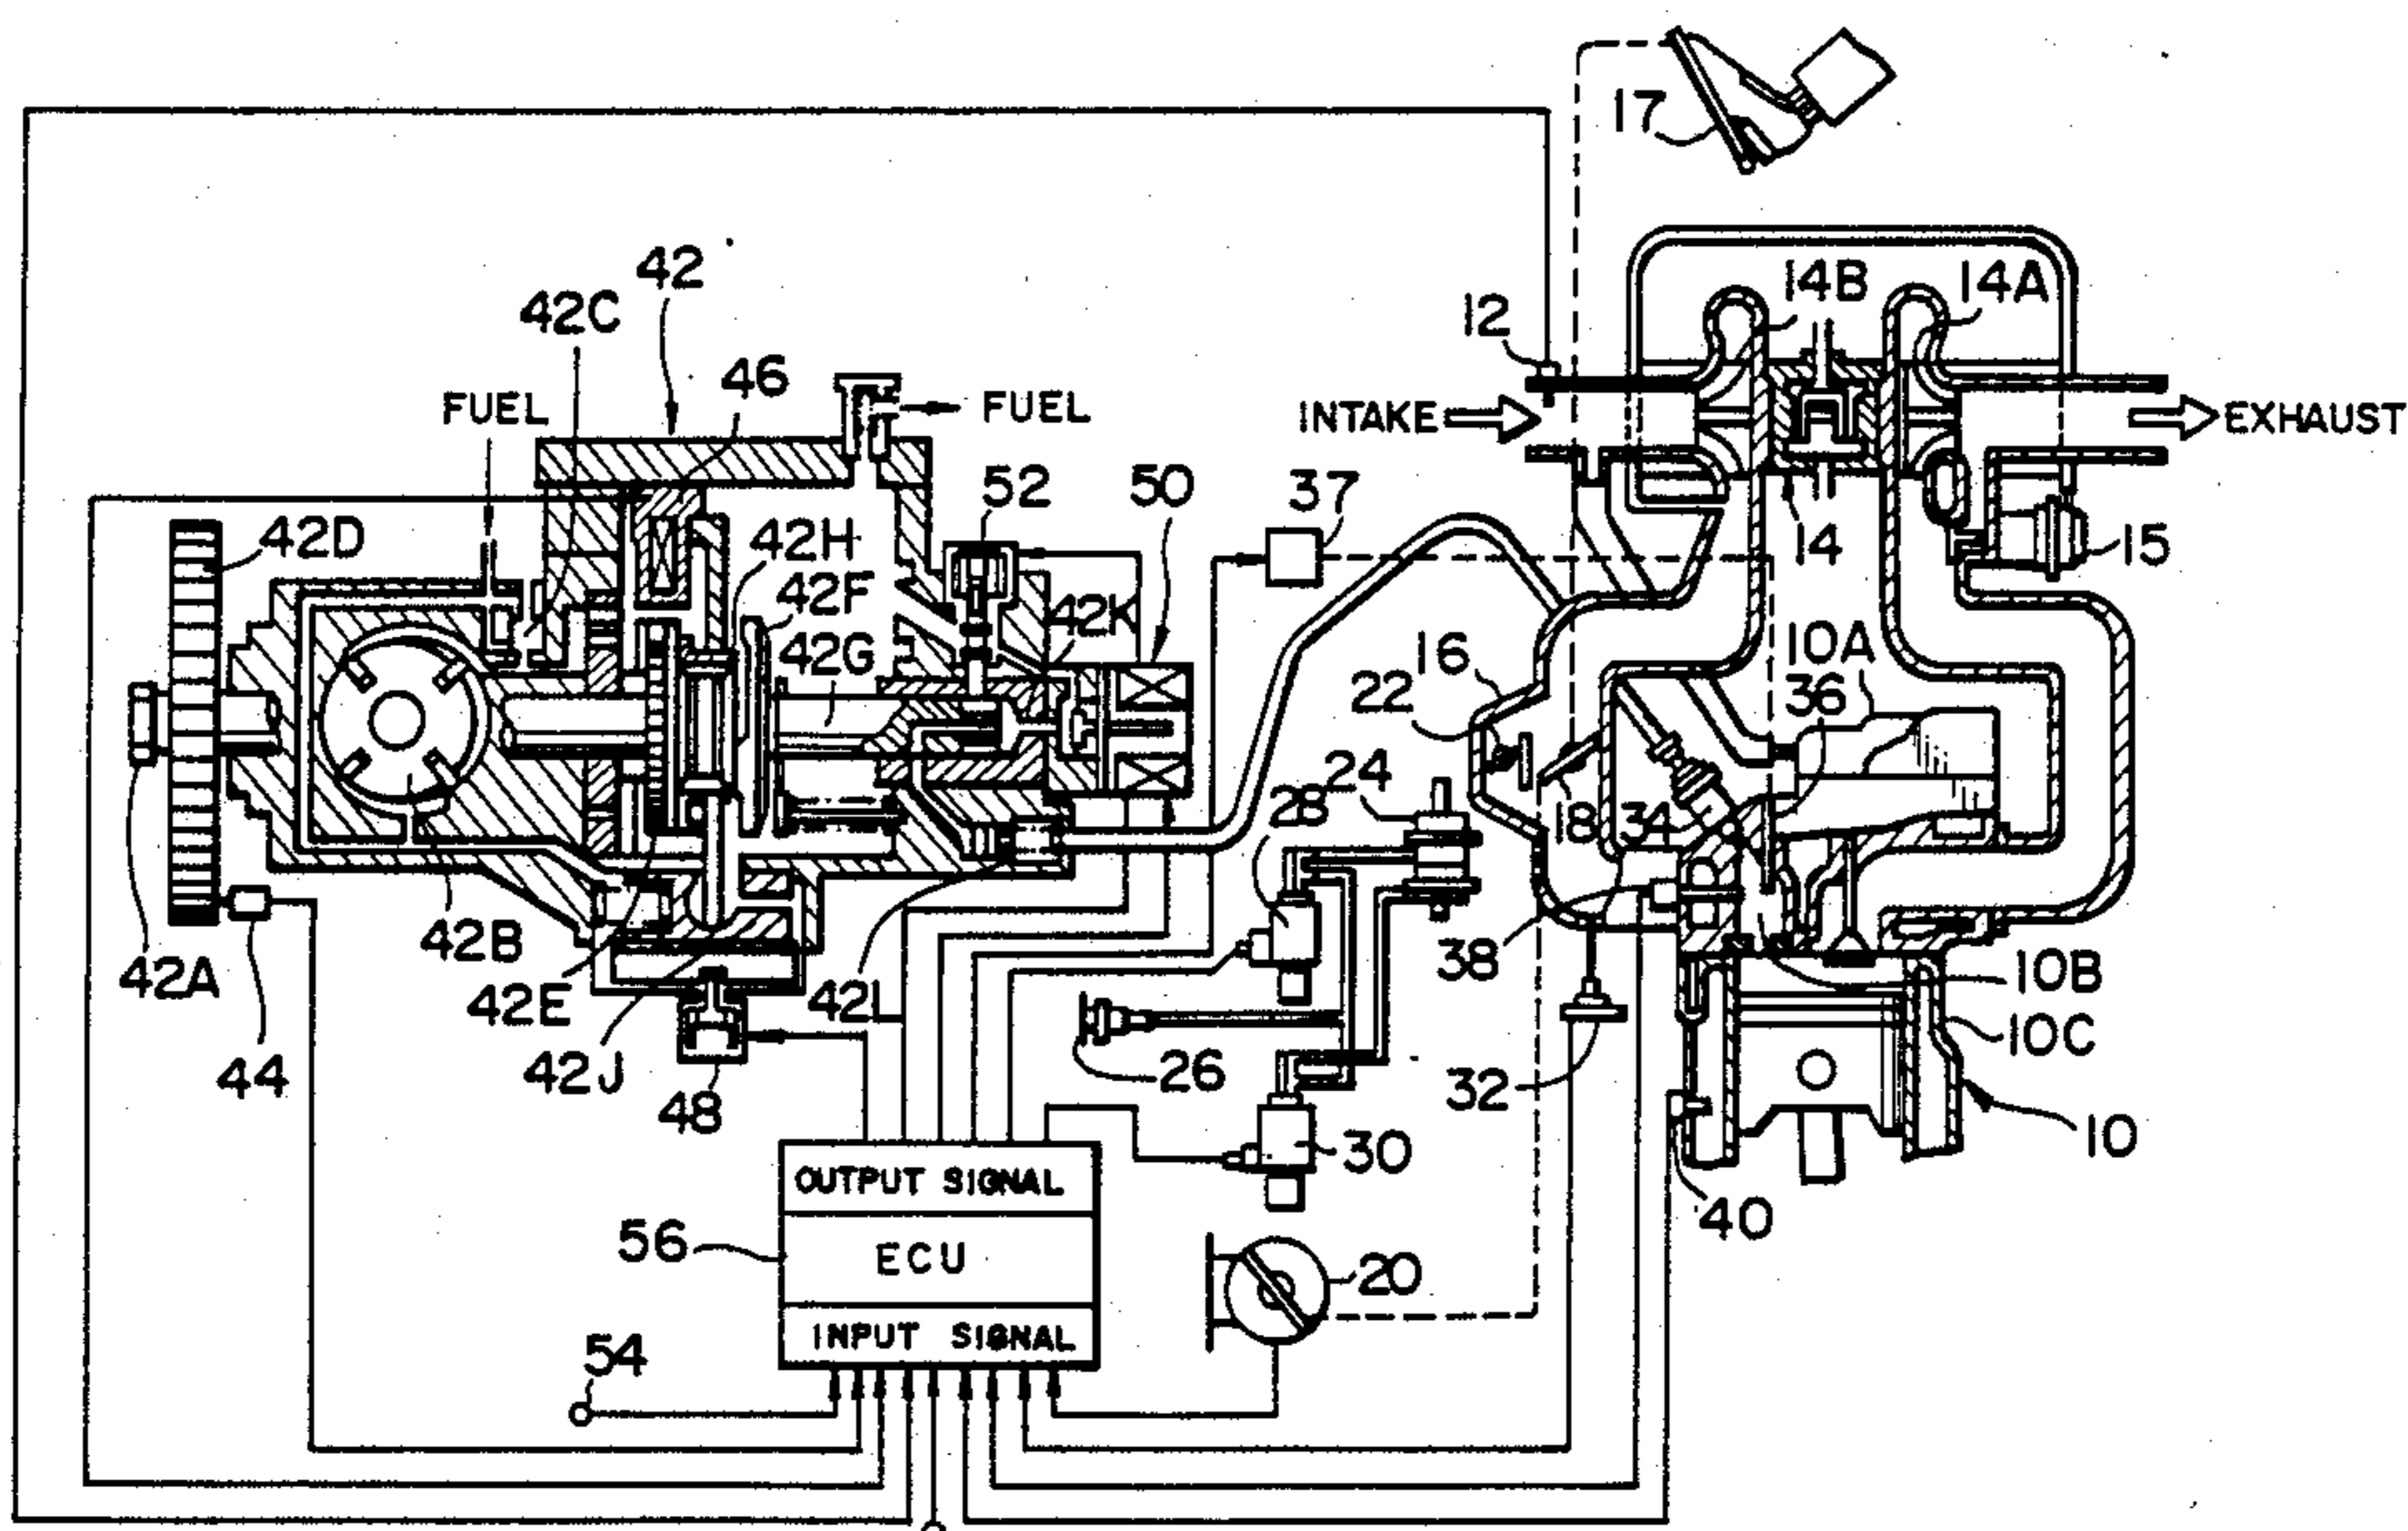 17
42
42C
14B
14A
12
46
FUEL
FUEL
INTAKE
EXHAUST
52
50
37
42D
42H
14
15
42F
42K
42G
16
10A
22
36
24
28
18
34
42B
38
42A
42E
42L
10B
26
10C
44
42J
32
48
30
10
OUTPUT SIGNAL
40
56
ECU
20
INPUT SIGNAL
54